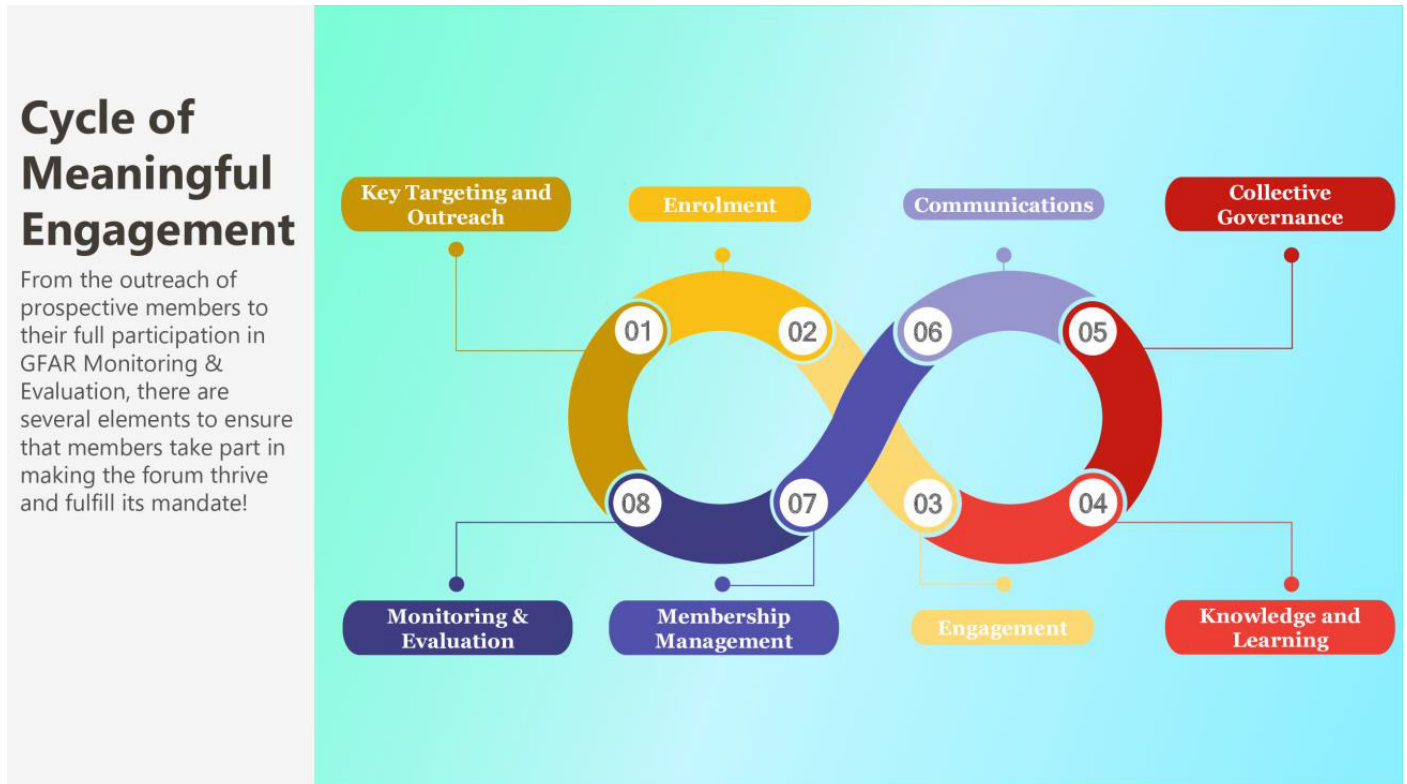 Cycle of
Meaningful
Engagement
From the outreach of
prospective members to
their full participation in
GFAR Monitoring &
Evaluation, there are
several elements to ensure
that members take part in
making the forum thrive
and fulfill its mandate!
Key Targeting and
Outreach
Enrolment
Communications
Collective
Governance
01
02
06
05
08
07
03
04
Monitoring &
Evaluation
Membership
Management
Engagement
Knowledge and
Learning